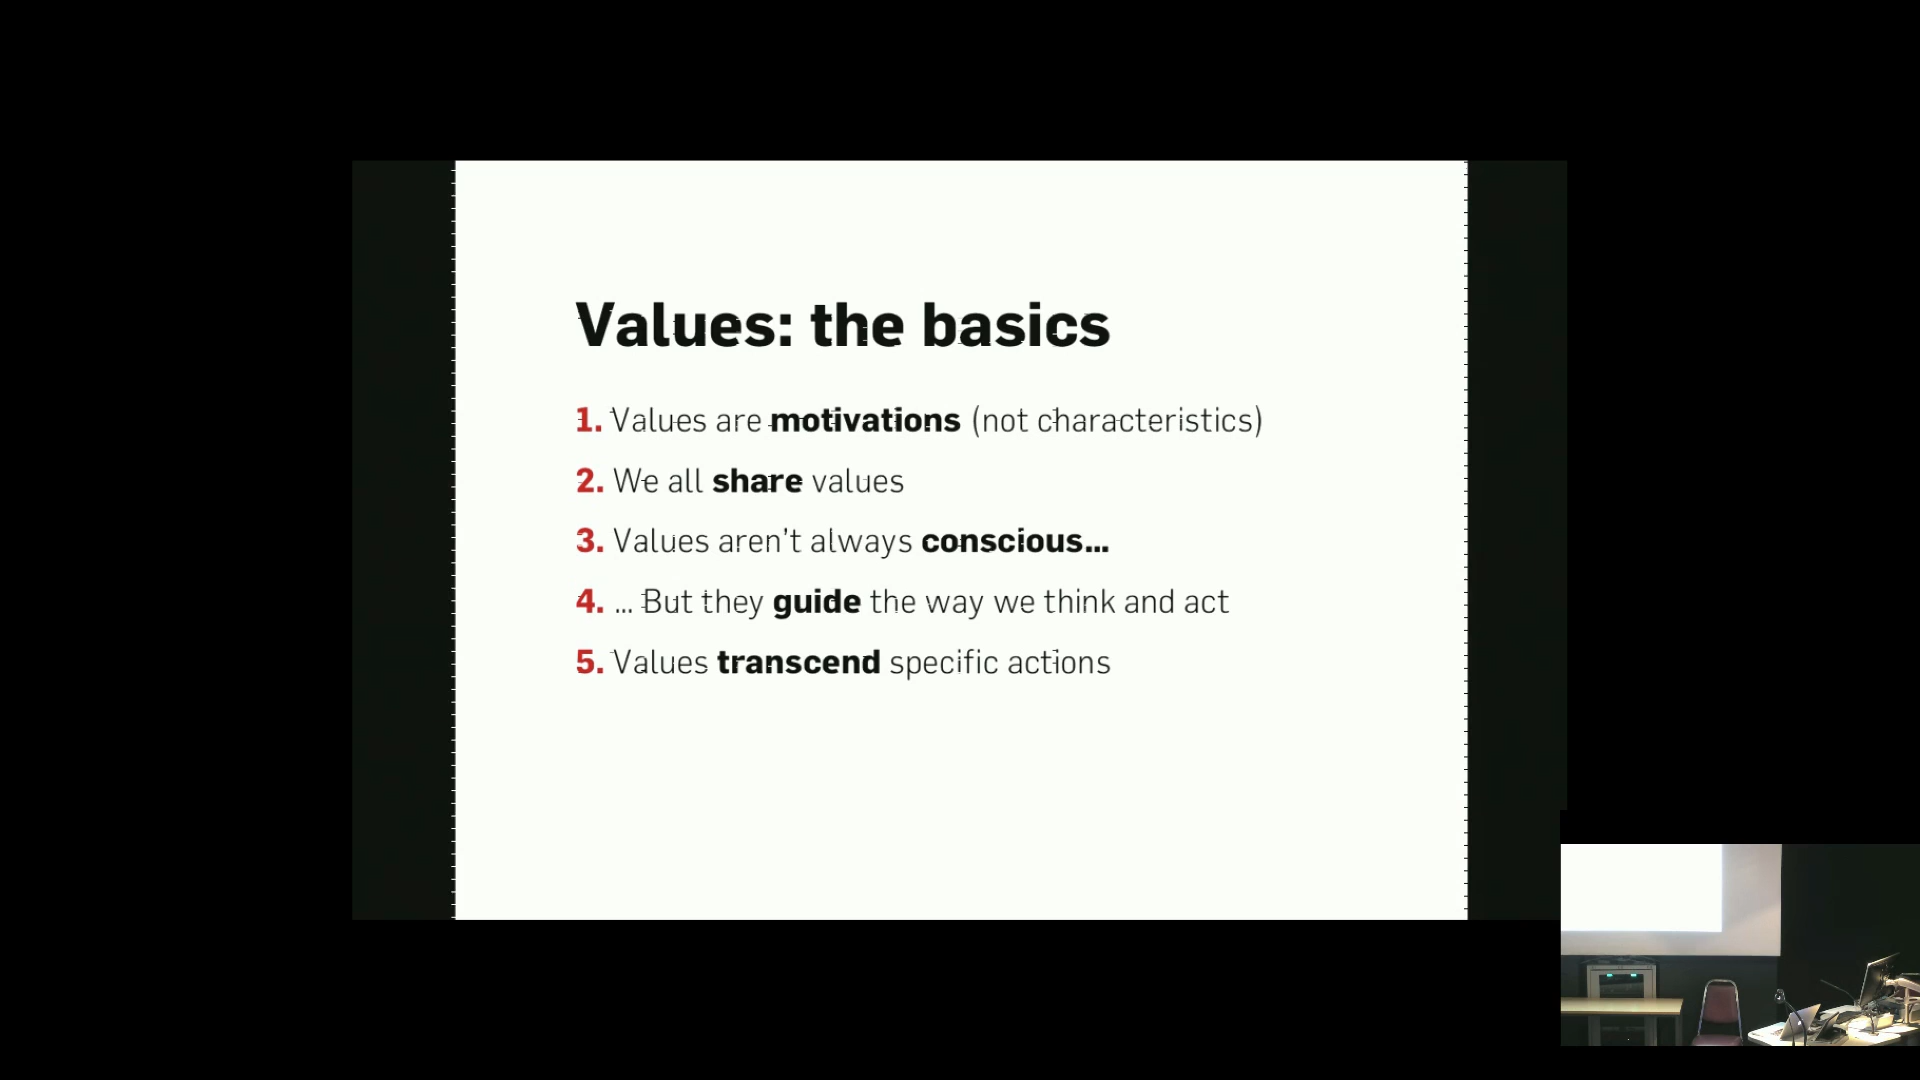 Values: the basics
1. Values are motivations (not characteristics)
2. We all share values
3. Values aren't always conscious...
4. ... But they guide the way we think and act
5. Values transcend specific actions